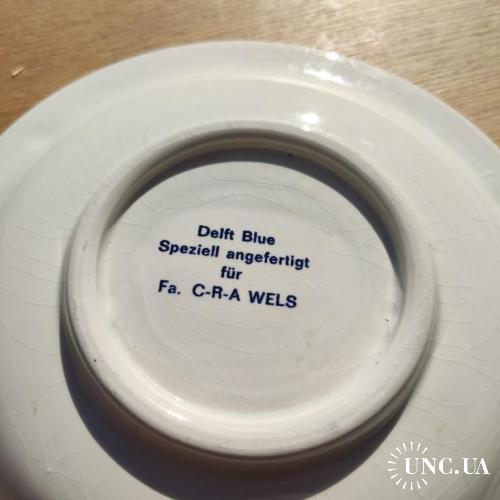 Delft Blue
Speziell angefertigt
für
Fa. C-R-A WELS
UNC.UA